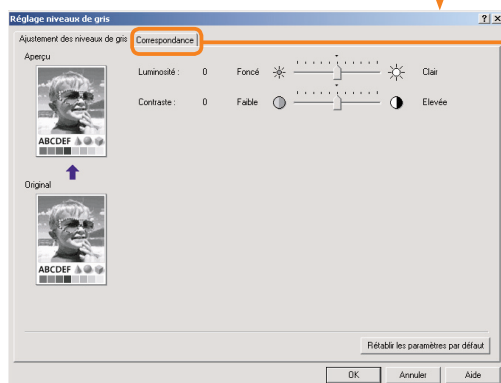 Réglage niveaux de gris
Ajustement des niveaux de gris Correspondance
Aperçu
Luminosité : 0 Foncé Clair
Contraste : 0 Faible Elevée
ABCDEF
Original
ABCDEF
Rétablir les paramètres par défaut
OK Annuler Aide